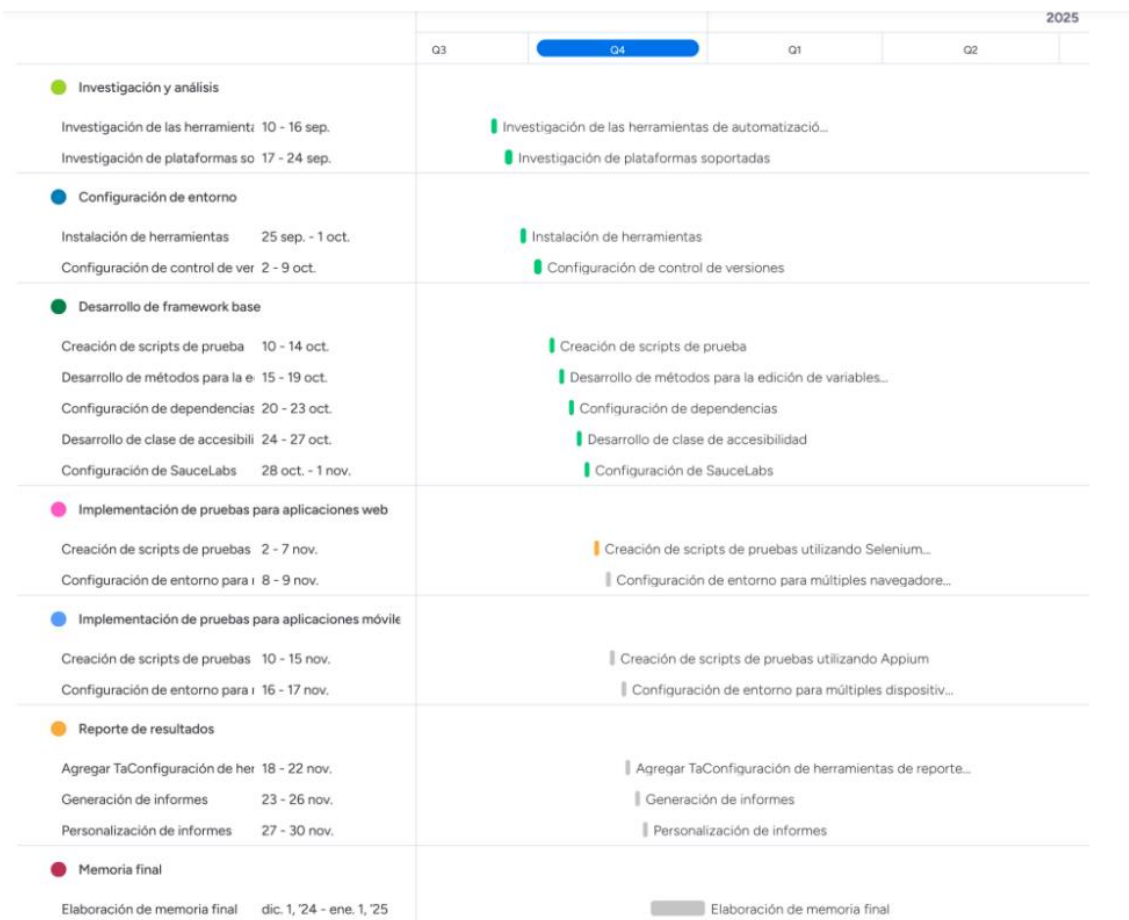 2025
Q3 Q4 Q1 Q2
Investigación y análisis
Investigación de las herramienta 10 - 16 sep. Investigación de las herramientas de automatizació...
Investigación de plataformas so 17 - 24 sep. Investigación de plataformas soportadas
Configuración de entorno
Instalación de herramientas 25 sep. - 1 oct. Instalación de herramientas
Configuración de control de ver 2 - 9 oct. Configuración de control de versiones
Desarrollo de framework base
Creación de scripts de prueba 10 - 14 oct. Creación de scripts de prueba
Desarrollo de métodos para la e 15 - 19 oct. Desarrollo de métodos para la edición de variables...
Configuración de dependencias 20 - 23 oct. Configuración de dependencias
Desarrollo de clase de accesibili 24 - 27 oct. Desarrollo de clase de accesibilidad
Configuración de SauceLabs 28 oct. - 1 nov. Configuración de SauceLabs
Implementación de pruebas para aplicaciones web
Creación de scripts de pruebas 2 - 7 nov. Creación de scripts de pruebas utilizando Selenium...
Configuración de entorno para 8 - 9 nov. Configuración de entorno para múltiples navegadore...
Implementación de pruebas para aplicaciones móvile
Creación de scripts de pruebas 10 - 15 nov. Creación de scripts de pruebas utilizando Appium
Configuración de entorno para 16 - 17 nov. Configuración de entorno para múltiples dispositiv...
Reporte de resultados
Agregar TaConfiguración de her 18 - 22 nov. Agregar TaConfiguración de herramientas de reporte...
Generación de informes 23 - 26 nov. Generación de informes
Personalización de informes 27 - 30 nov. Personalización de informes
Memoria final
Elaboración de memoria final dic. 1, '24 - ene. 1, '25 Elaboración de memoria final